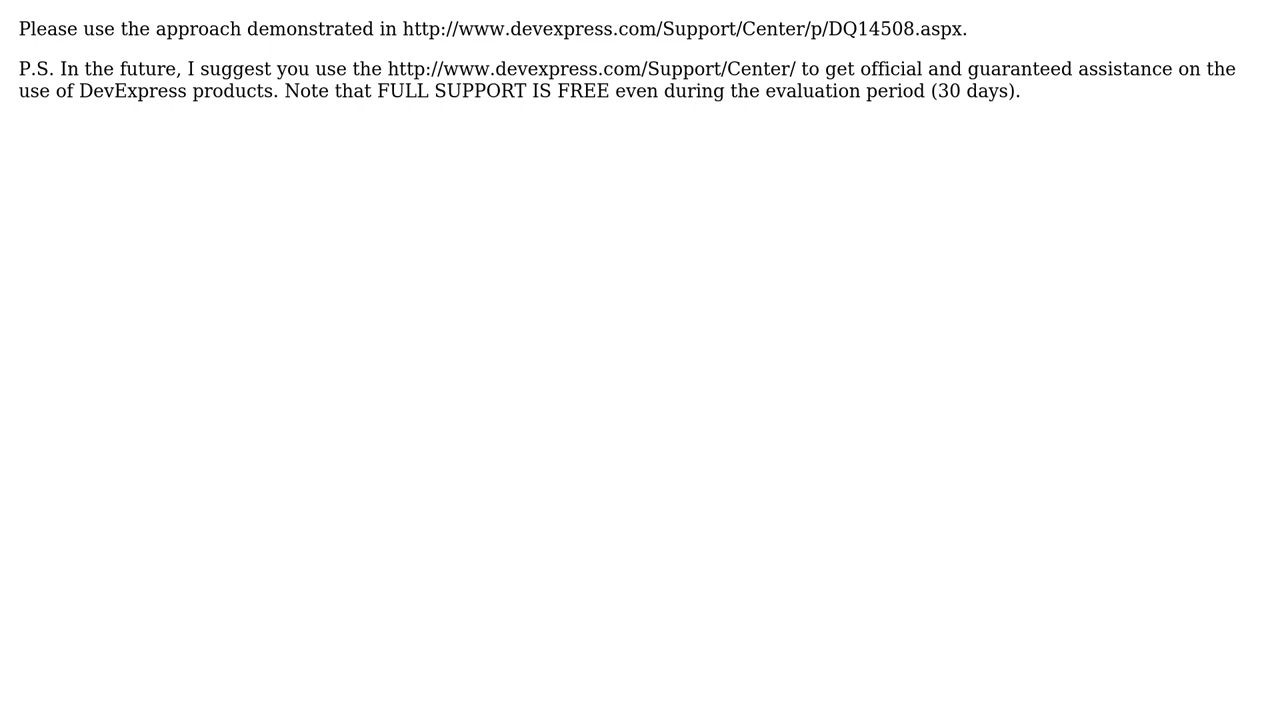 Please use the approach demonstrated in http://www.devexpress.com/Support/Center/p/DQ14508.aspx.
P.S. In the future, I suggest you use the http://www.devexpress.com/Support/Center/ to get official and guaranteed assistance on the
use of DevExpress products. Note that FULL SUPPORT IS FREE even during the evaluation period (30 days).